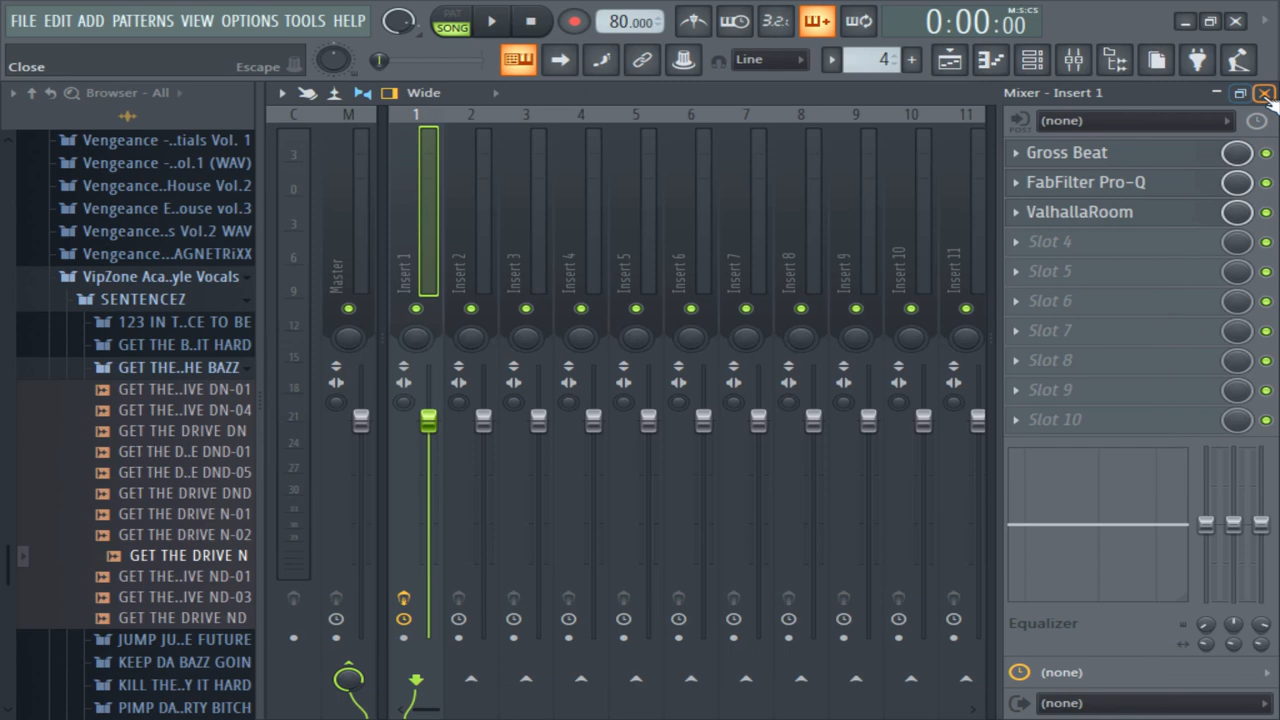 FILE EDIT ADD PATTERNS VIEW OPTIONS TOOLS HELP
PAT
SONG
80.000
3.2:
0:00:00
M:S:CS
Close
Escape
Line
4
Browser - All
Wide
Mixer - Insert 1
Vengeance -..tials Vol. 1
Vengeance -..ol.1 (WAV)
Vengeance..House Vol.2
Vengeance E..ouse vol.3
Vengeance..s Vol.2 WAV
Vengeance...AGNETRiXX
VipZone Aca..yle Vocals
SENTENCEZ
123 IN T..CE TO BE
GET THE B..IT HARD
GET THE..HE BAZZ
GET THE..IVE DN-01
GET THE..IVE DN-04
GET THE DRIVE DN
GET THE D..E DND-01
GET THE D..E DND-05
GET THE DRIVE DND
GET THE DRIVE N-01
GET THE DRIVE N-02
GET THE DRIVE N
GET THE..IVE ND-01
GET THE..IVE ND-03
GET THE DRIVE ND
JUMP JU..E FUTURE
KEEP DA BAZZ GOIN
KILL THE..Y IT HARD
PIMP DA..RTY BITCH
C M 1 2 3 4 5 6 7 8 9 10 11
3
0
3
6
9
12
15
18
21
24
27
30
Master
Insert 1
Insert 2
Insert 3
Insert 4
Insert 5
Insert 6
Insert 7
Insert 8
Insert 9
Insert 10
Insert 11
POST
(none)
Gross Beat
FabFilter Pro-Q
ValhallaRoom
Slot 4
Slot 5
Slot 6
Slot 7
Slot 8
Slot 9
Slot 10
Equalizer
(none)
(none)